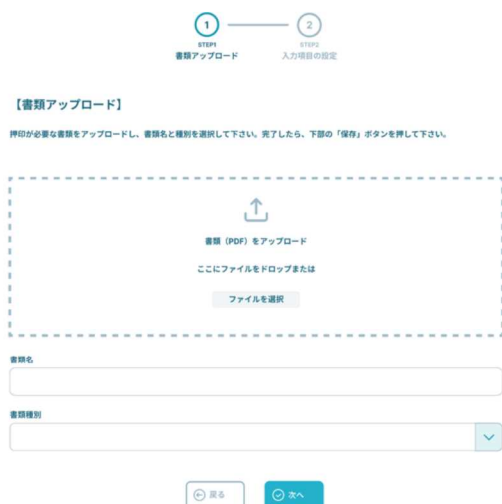 1
2
STEP1
STEP2
書類アップロード
入力項目の設定
【書類アップロード】
押印が必要な書類をアップロードし、書類名と種別を選択して下さい。完了したら、下部の「保存」ボタンを押して下さい。
書類（PDF）をアップロード
ここにファイルをドロップまたは
ファイルを選択
書類名
書類種別
戻る
次へ